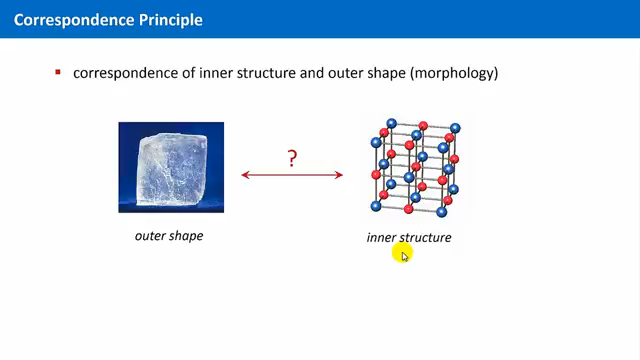 Correspondence Principle
correspondence of inner structure and outer shape (morphology)
?
outer shape
inner structure